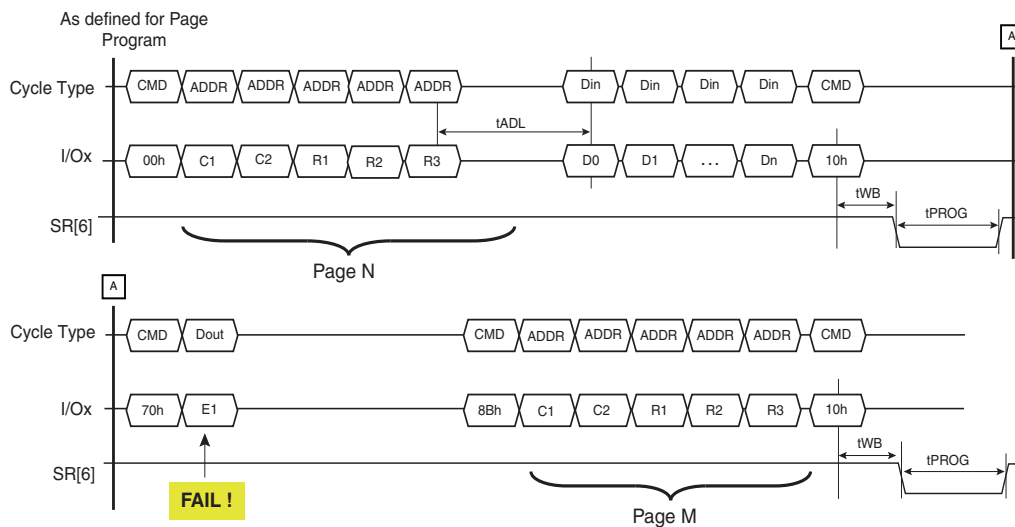 As defined for Page
Program
A
Cycle Type CMD ADDR ADDR ADDR ADDR ADDR Din Din Din Din CMD
tADL
I/Ox 00h C1 C2 R1 R2 R3 D0 D1 ... Dn 10h
tWB
tPROG
SR[6]
Page N
A
Cycle Type CMD Dout CMD ADDR ADDR ADDR ADDR ADDR CMD
I/Ox 70h E1 8Bh C1 C2 R1 R2 R3 10h
tWB
tPROG
SR[6]
FAIL !
Page M